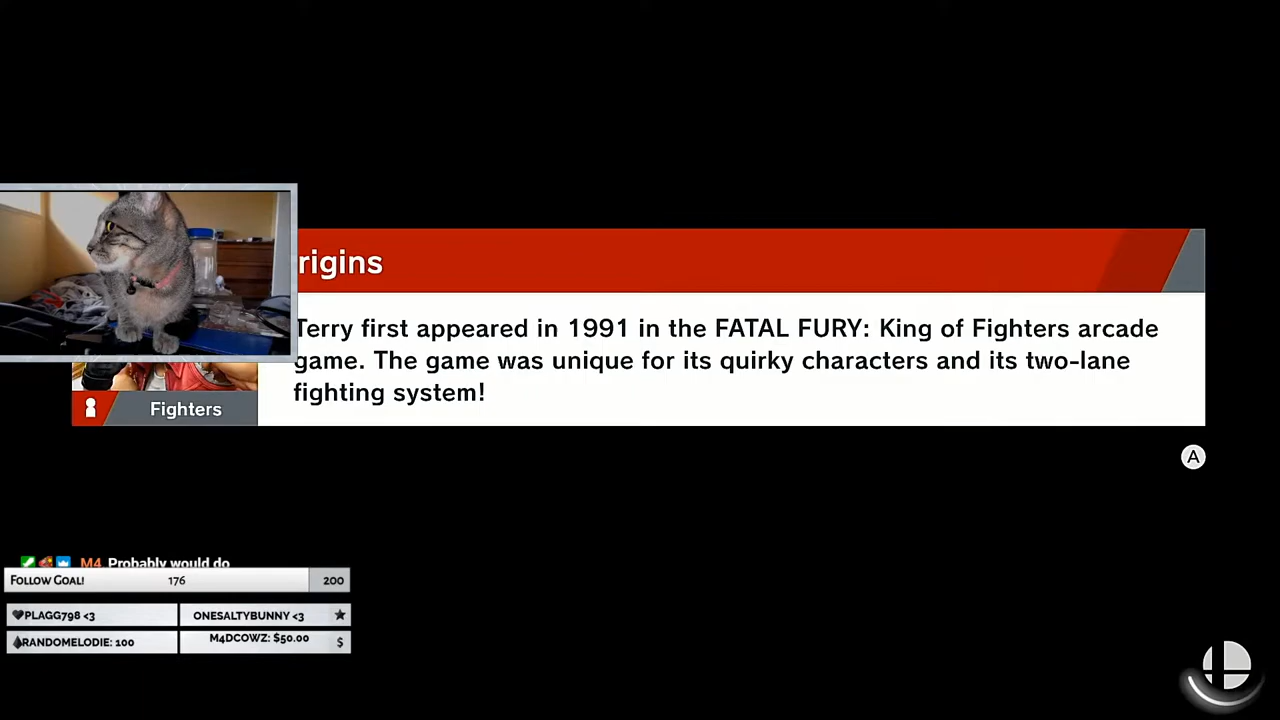 rigins
Terry first appeared in 1991 in the FATAL FURY: King of Fighters arcade
game. The game was unique for its quirky characters and its two-lane
fighting system!
Fighters
A
M4 Probably would do
FOLLOW GOAL! 176 200
PLAGG798 <3 ONESALTYBUNNY <3
RANDOMELODIE: 100 M4DCOWZ: $50.00 $